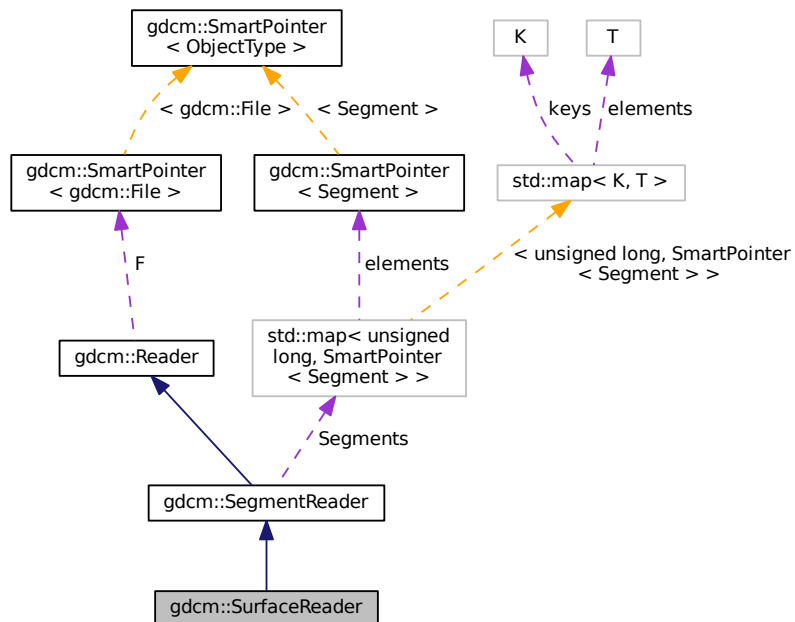 gdcm::SmartPointer
< ObjectType >
K
T
< gdcm::File >
< Segment >
keys
elements
gdcm::SmartPointer
< gdcm::File >
gdcm::SmartPointer
< Segment >
std::map< K, T >
F
elements
< unsigned long, SmartPointer
< Segment > >
std::map< unsigned
long, SmartPointer
< Segment > >
gdcm::Reader
Segments
gdcm::SegmentReader
gdcm::SurfaceReader